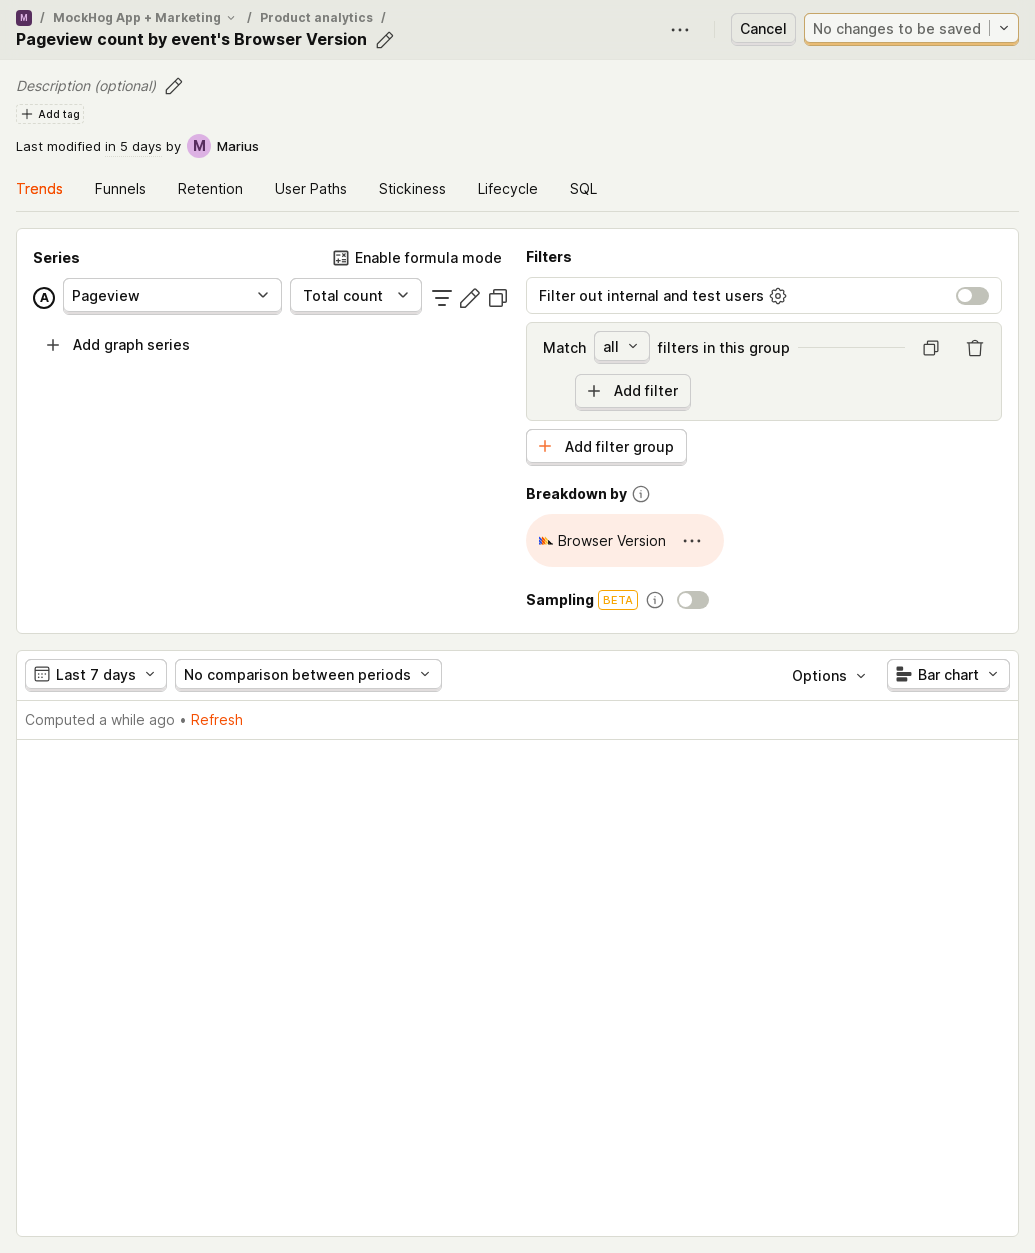 M / MockHog App + Marketing / Product analytics /
Pageview count by event's Browser Version
Cancel No changes to be saved
Description (optional)
Add tag
Last modified in 5 days by M Marius
Trends Funnels Retention User Paths Stickiness Lifecycle SQL
Series Enable formula mode
A Pageview Total count
Add graph series
Filters
Filter out internal and test users
Match all filters in this group
Add filter
Add filter group
Breakdown by
Browser Version
Sampling BETA
Last 7 days No comparison between periods Options Bar chart
Computed a while ago • Refresh